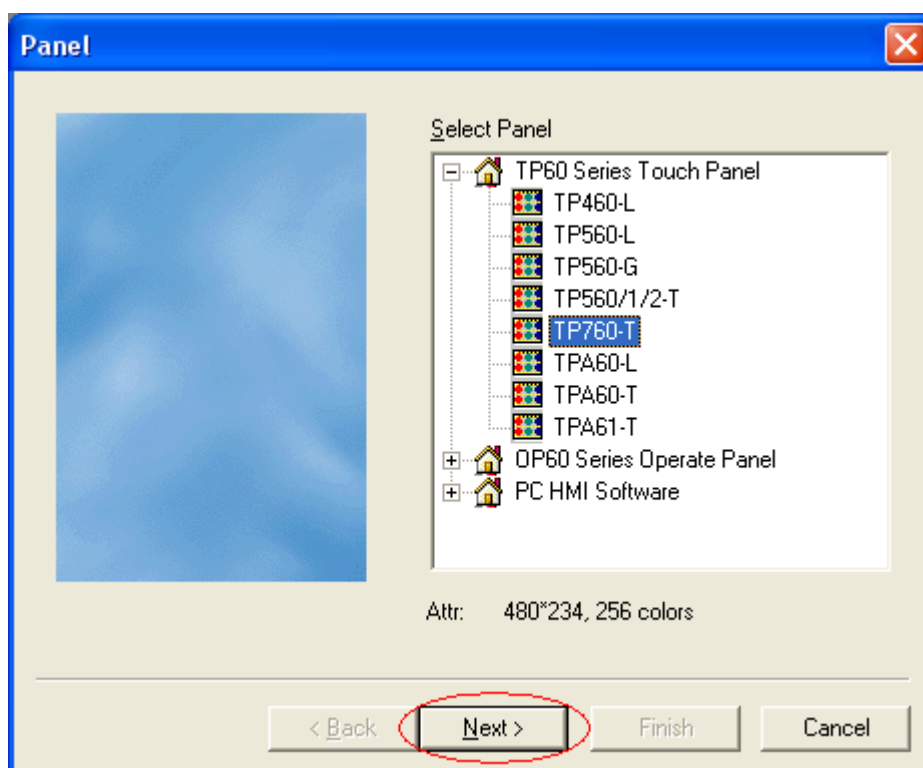 Panel
Select Panel
TP60 Series Touch Panel
TP460-L
TP560-L
TP560-G
TP560/1/2-T
TP760-T
TPA60-L
TPA60-T
TPA61-T
OP60 Series Operate Panel
PC HMI Software
Attr: 480*234, 256 colors
< Back Next > Finish Cancel